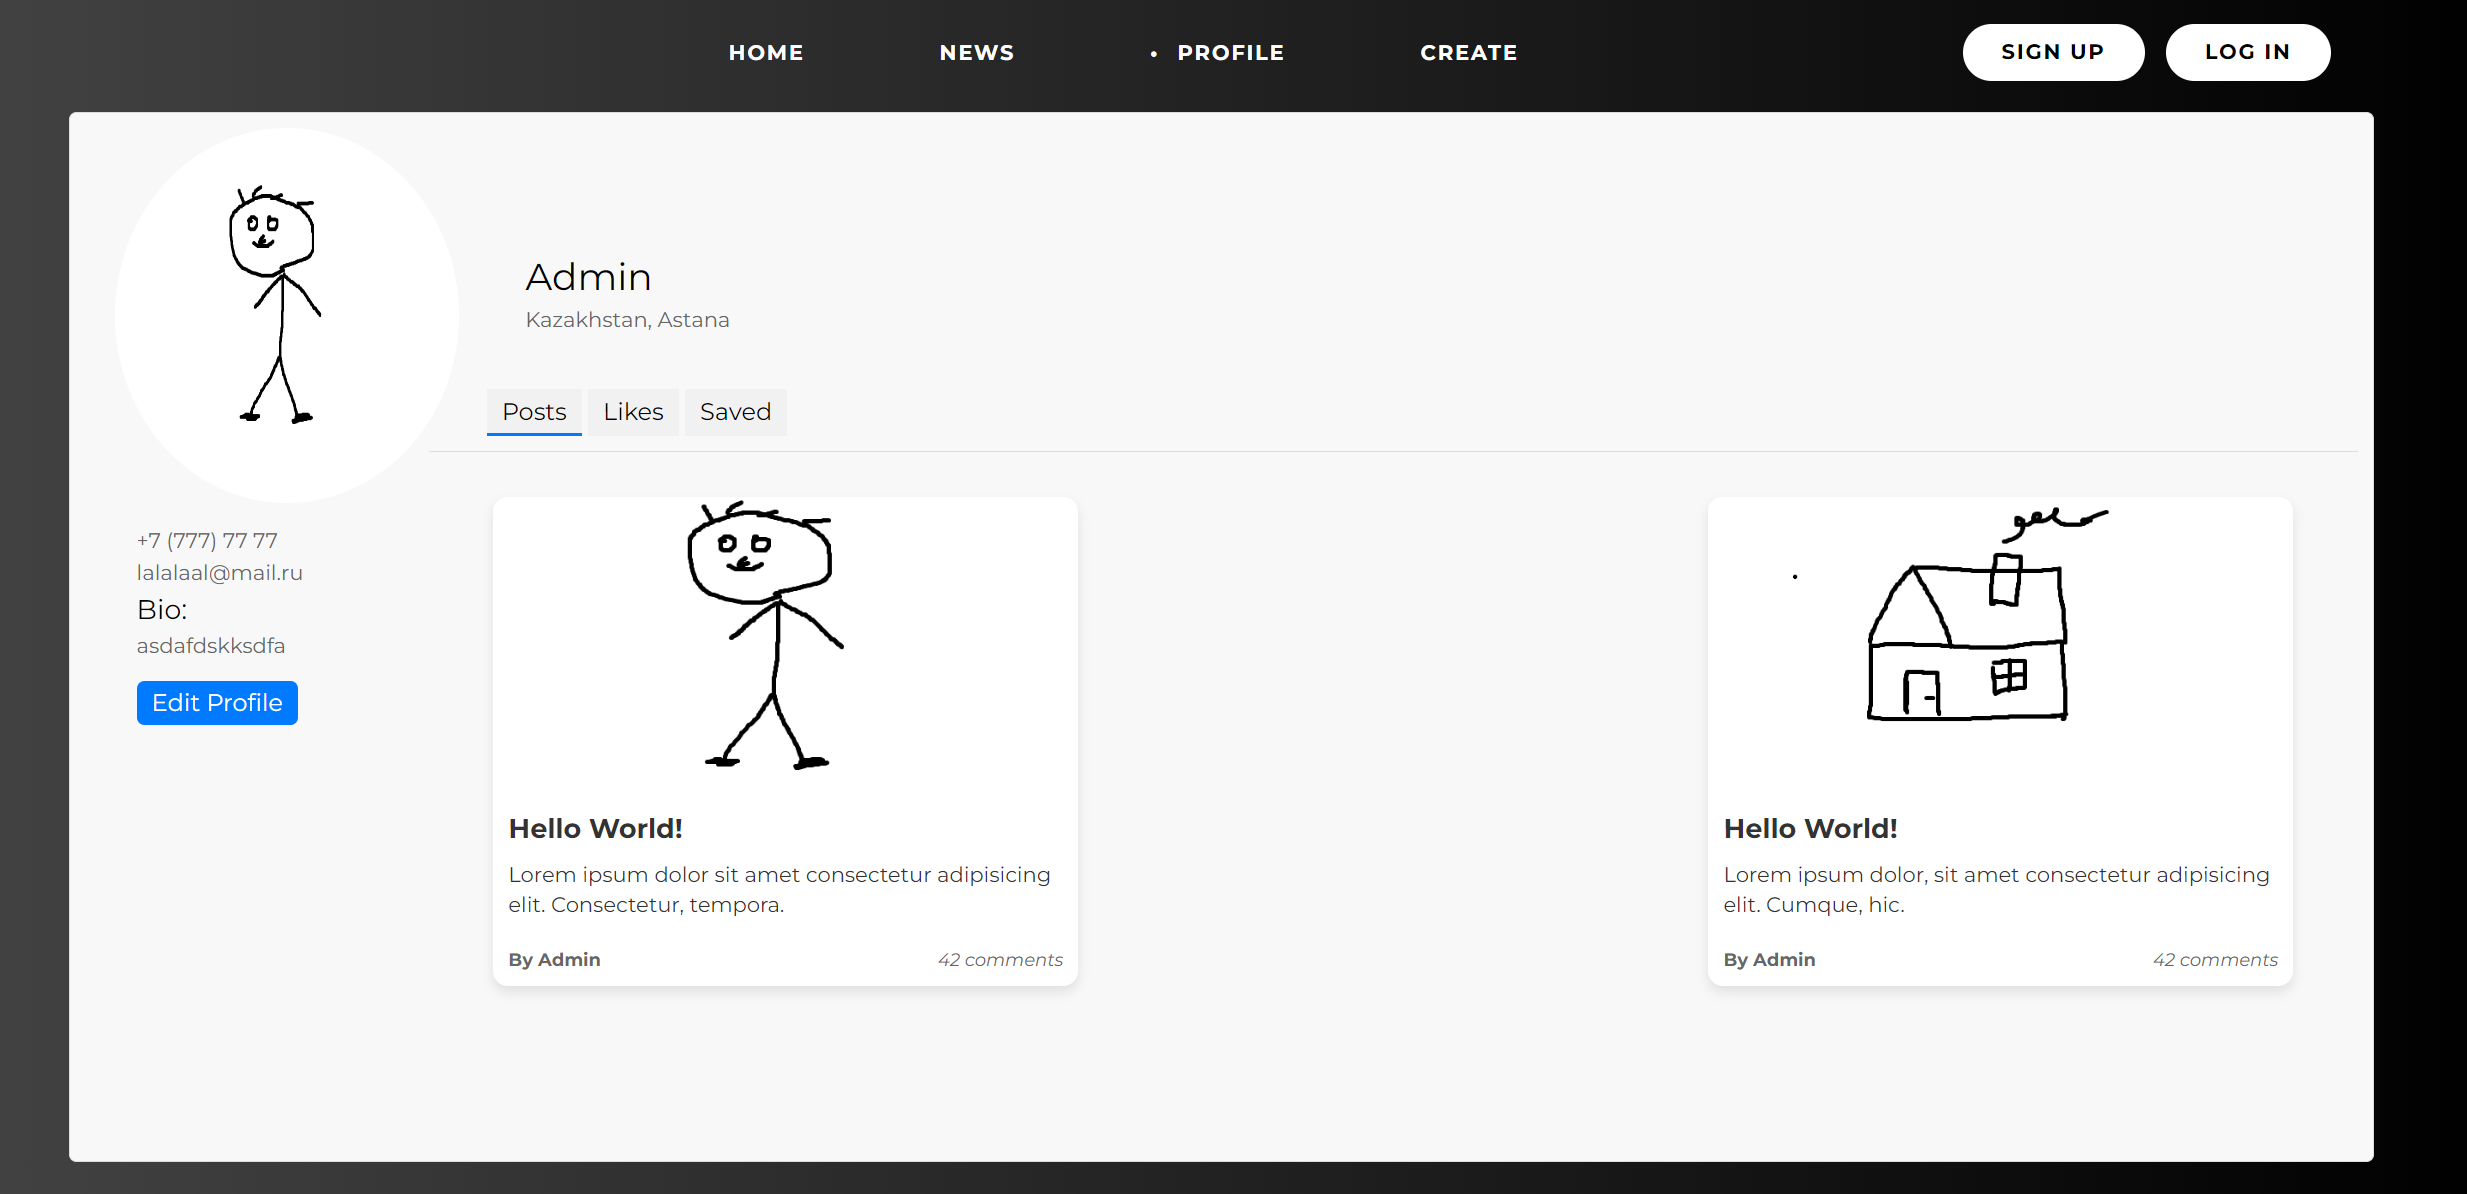 HOME NEWS • PROFILE CREATE SIGN UP LOG IN
Admin
Kazakhstan, Astana
Posts Likes Saved
+7 (777) 77 77
lalalaal@mail.ru
Bio:
asdafdskksdfa
Edit Profile
Hello World!
Lorem ipsum dolor sit amet consectetur adipisicing
elit. Consectetur, tempora.
By Admin 42 comments
Hello World!
Lorem ipsum dolor, sit amet consectetur adipisicing
elit. Cumque, hic.
By Admin 42 comments